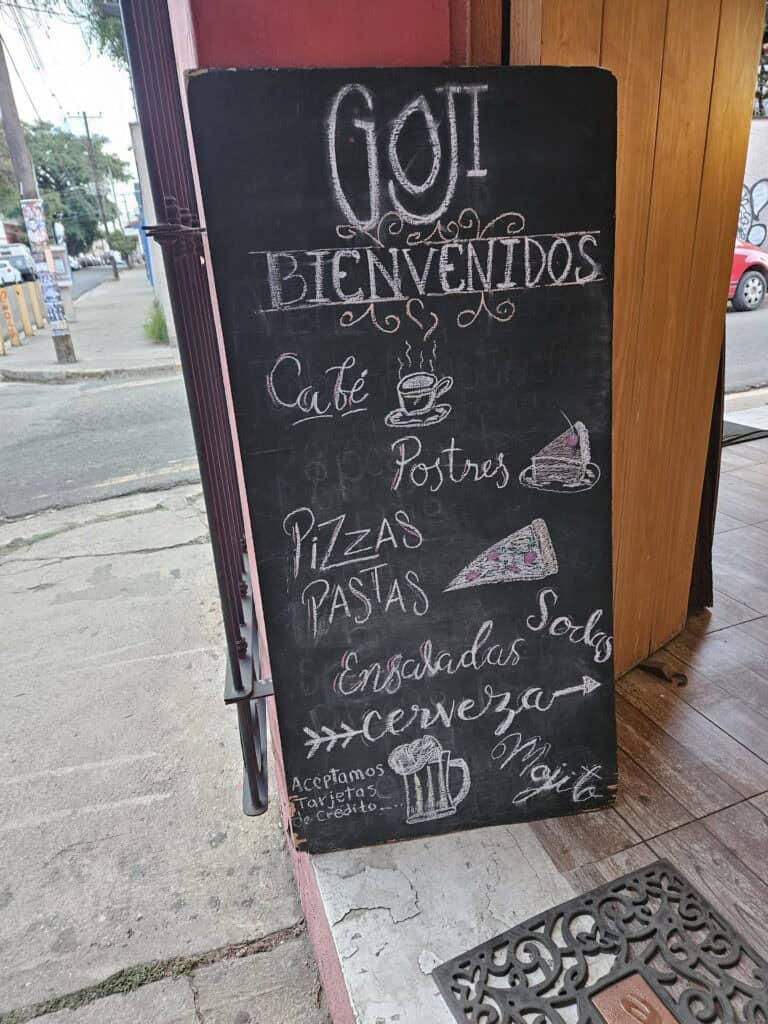 GOJI
BIENVENIDOS
Café
Postres
PIZZAS
PASTAS
Sodas
Ensaladas
cerveza
Mojito
Aceptamos
Tarjetas
de Crédito....